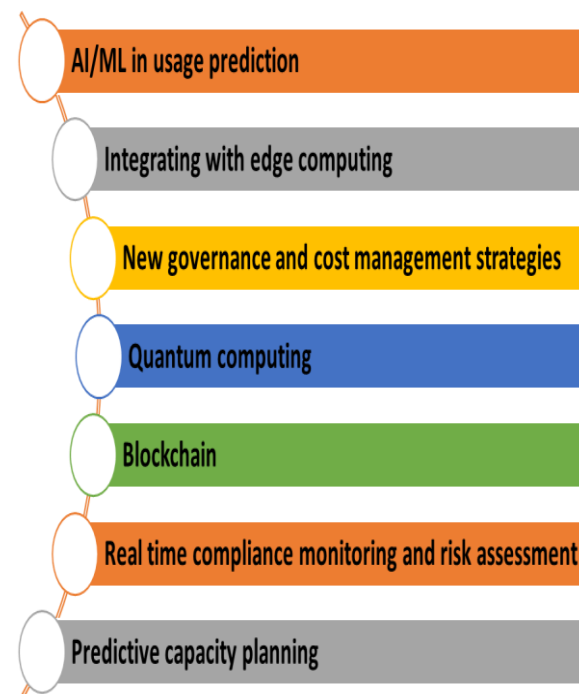 AI/ML in usage prediction
Integrating with edge computing
New governance and cost management strategies
Quantum computing
Blockchain
Real time compliance monitoring and risk assessment
Predictive capacity planning